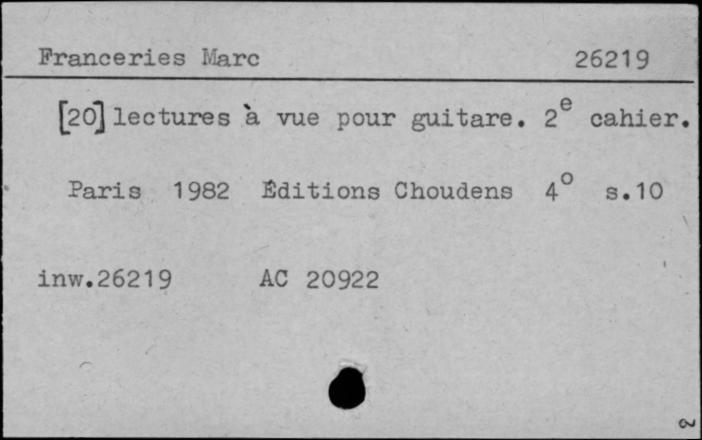 Franceries Marc 26219
[20] lectures à vue pour guitare. 2e cahier.
Paris 1982 Éditions Choudens 4o s.10
inw.26219 AC 20922